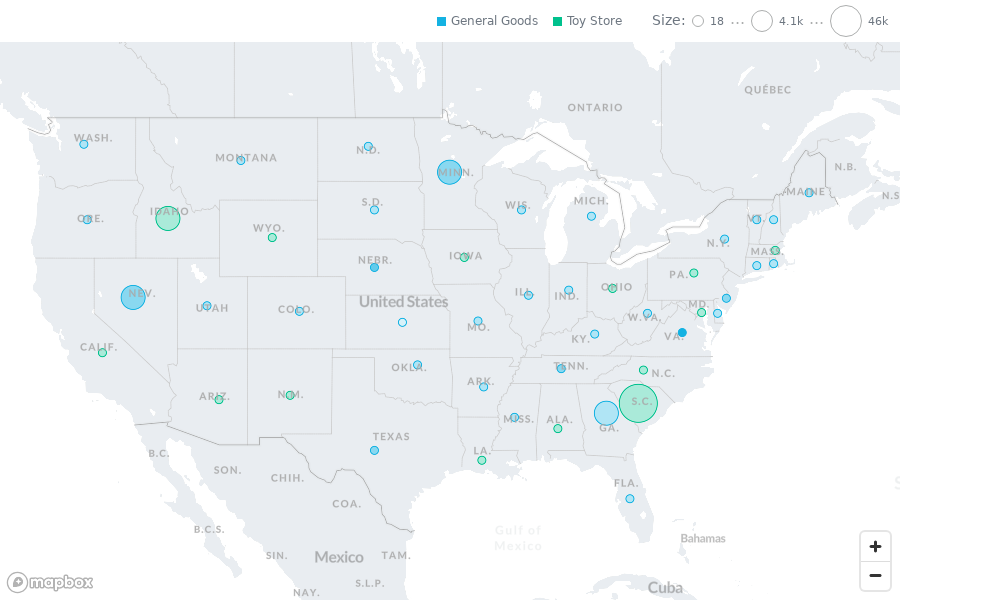 General Goods Toy Store Size: 18 ··· 4.1k ··· 46k
QUÉBEC
ONTARIO
WASH.
N.D.
MONTANA
MINN.
N.B.
MAINE
N.S
ORE.
IDAHO
WYO.
S.D.
WIS.
MICH.
VT.
N.Y.
MASS.
NEBR.
IOWA
PA.
NEV.
UTAH
COLO.
United States
ILL.
IND.
OHIO
MD.
W.VA.
VA.
CALIF.
MO.
KY.
OKLA.
TENN.
N.C.
ARIZ.
N.M.
ARK.
S.C.
MISS.
ALA.
GA.
TEXAS
LA.
B.C.
SON.
CHIH.
COA.
FLA.
B.C.S.
Gulf of
Mexico
Bahamas
SIN.
Mexico
TAM.
S.L.P.
NAY.
Cuba
S
+
−
mapbox